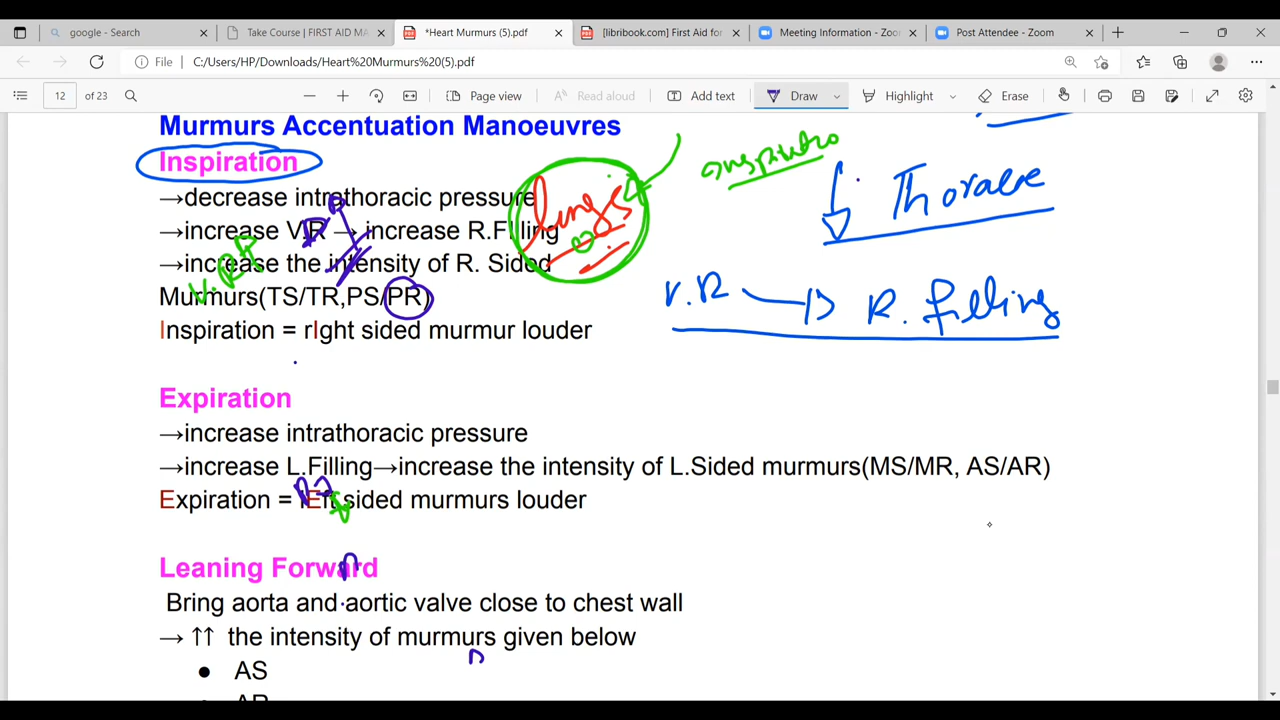 google - Search
Take Course | FIRST AID MA
*Heart Murmurs (5).pdf
[libribook.com] First Aid for
Meeting Information - Zoom
Post Attendee - Zoom
File C:/Users/HP/Downloads/Heart%20Murmurs%20(5).pdf
12 of 23
Page view
Read aloud
Add text
Draw
Highlight
Erase
Murmurs Accentuation Manoeuvres
Inspiration
→decrease intrathoracic pressure
→increase V.R → increase R.Filling
→increase the intensity of R. Sided
Murmurs(TS/TR,PS/PR)
Inspiration = rIght sided murmur louder
lungs
V.R
↓ Thoracic
V.R → R. filling
Expiration
→increase intrathoracic pressure
→increase L.Filling→increase the intensity of L.Sided murmurs(MS/MR, AS/AR)
Expiration = lEft sided murmurs louder
Leaning Forward
Bring aorta and aortic valve close to chest wall
→ ↑↑ the intensity of murmurs given below
● AS
● AR